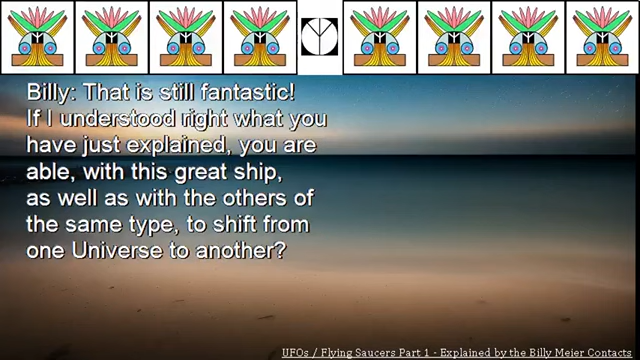 Billy: That is still fantastic!
If I understood right what you
have just explained, you are
able, with this great ship,
as well as with the others of
the same type, to shift from
one Universe to another?
UFOs / Flying Saucers Part 1 - Explained by the Billy Meier Contacts